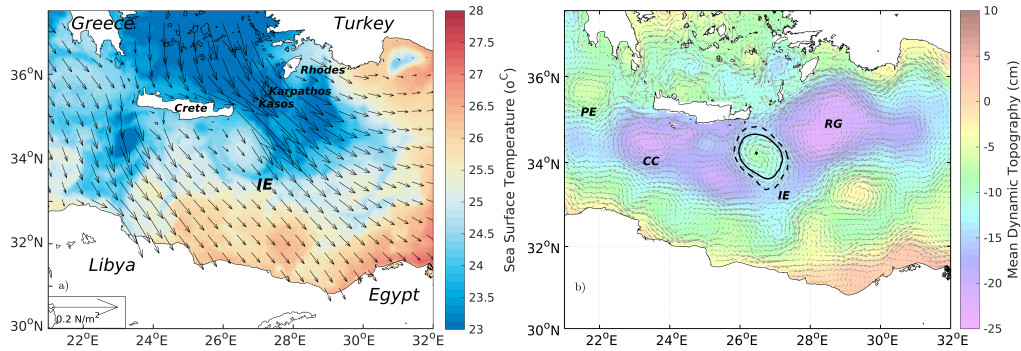 Greece
Turkey
Rhodes
Karpathos
Kasos
Crete
IE
Libya
Egypt
a)
0.2 N/m²
36°N
34°N
32°N
30°N
22°E
24°E
26°E
28°E
30°E
32°E
28
27.5
27
26.5
26
25.5
25
24.5
24
23.5
23
Sea Surface Temperature (o<sup>C</sup>)
PE
CC
RG
IE
b)
36°N
34°N
32°N
30°N
22°E
24°E
26°E
28°E
30°E
32°E
10
5
0
-5
-10
-15
-20
-25
Mean Dynamic Topography (cm)